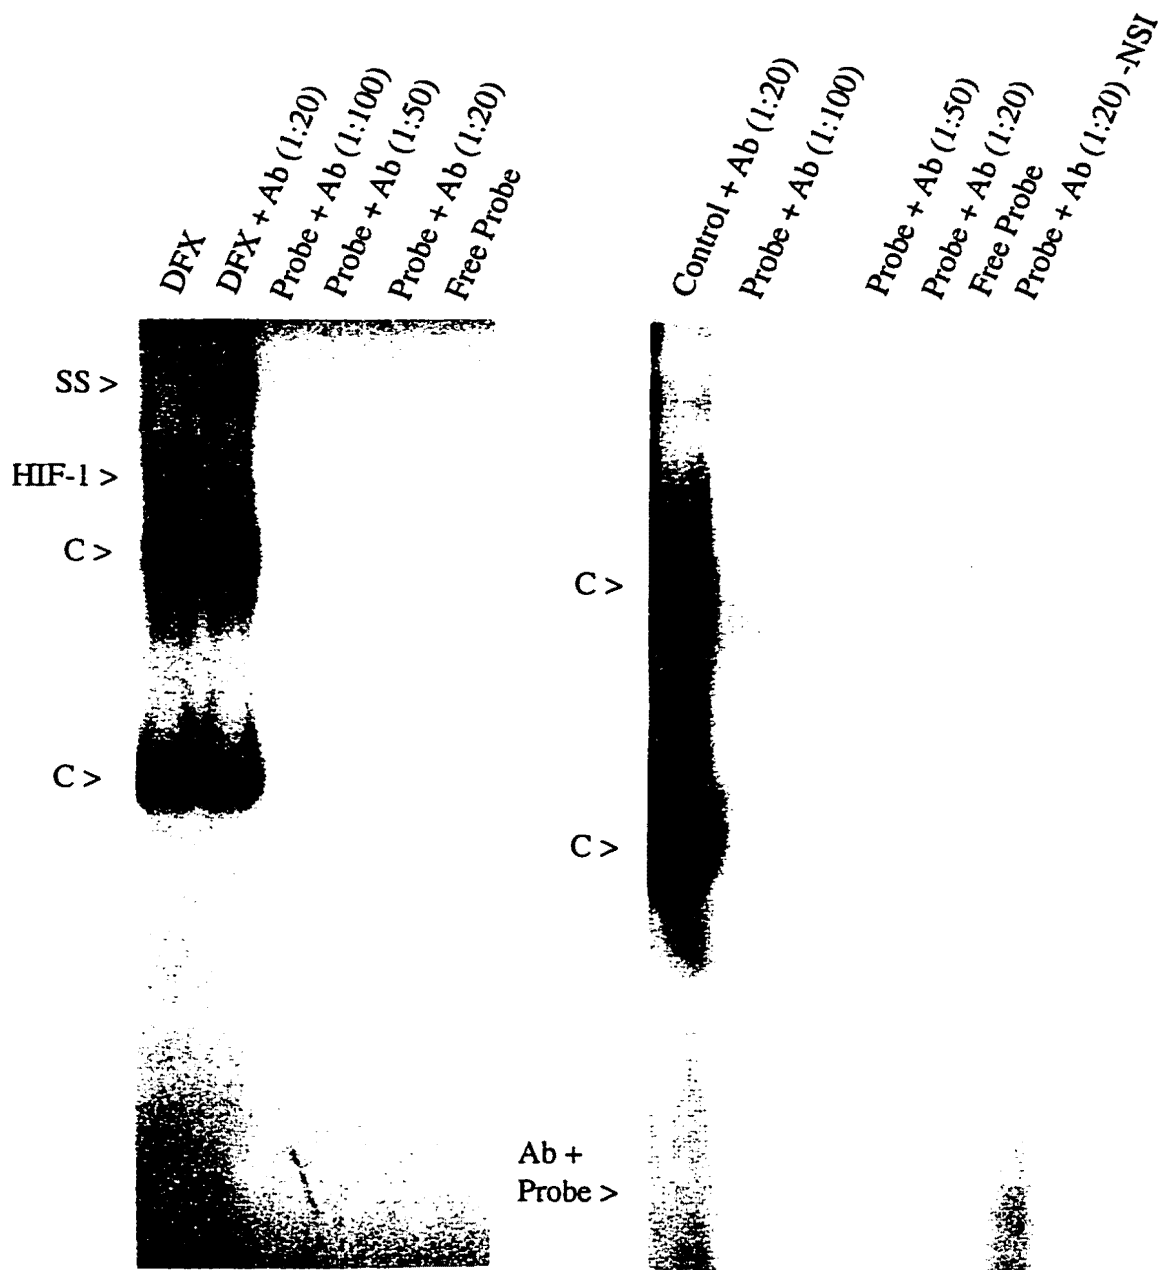 DFX
DFX + Ab (1:20)
Probe + Ab (1:100)
Probe + Ab (1:50)
Probe + Ab (1:20)
Free Probe
Control + Ab (1:20)
Probe + Ab (1:100)
Probe + Ab (1:50)
Probe + Ab (1:20)
Free Probe
Probe + Ab (1:20) -NSI
SS >
HIF-1 >
C >
C >
C >
C >
Ab +
Probe >